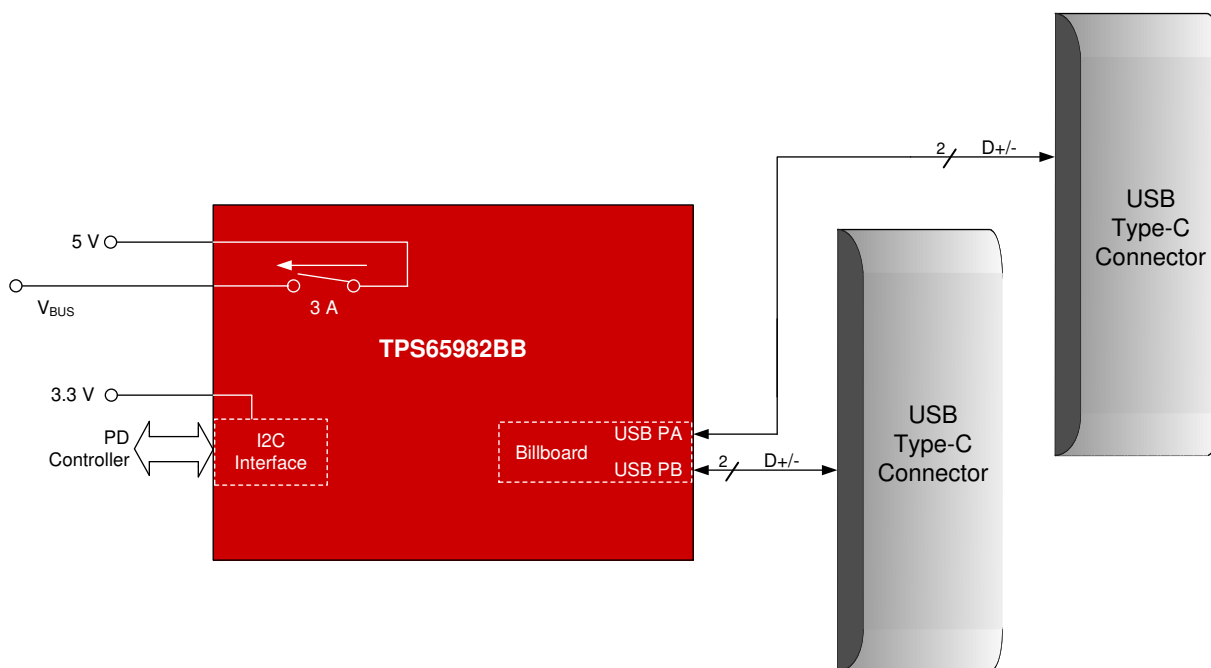 2 D+/-
USB
Type-C
Connector
5 V
VBUS
3 A
TPS65982BB
3.3 V
PD
Controller
I2C
Interface
Billboard
USB PA
USB PB
2 D+/-
USB
Type-C
Connector